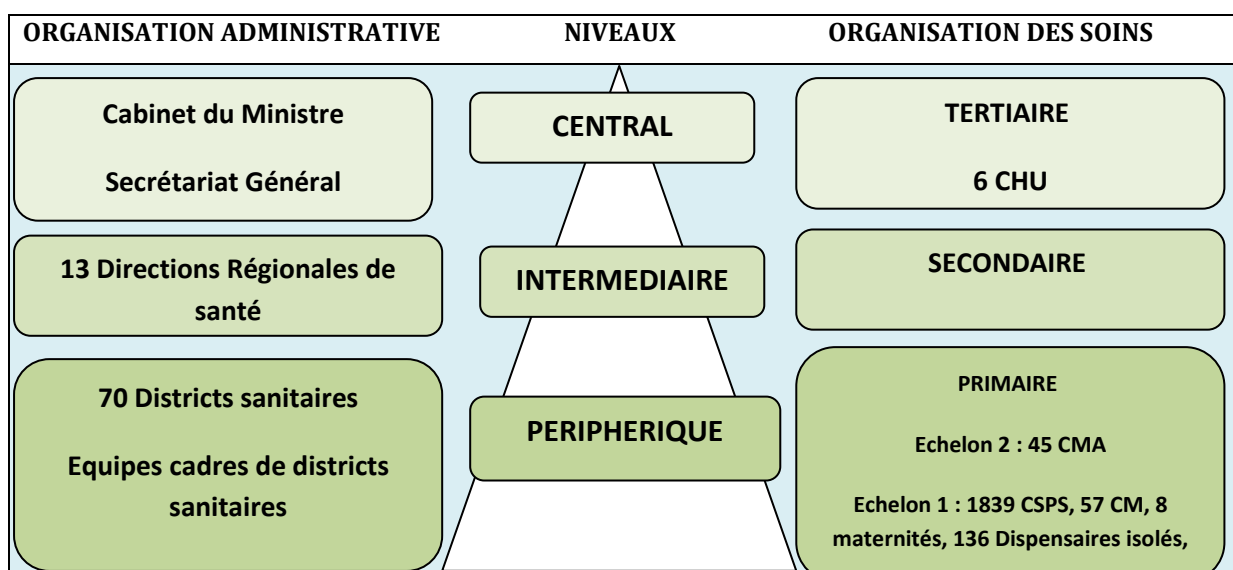 ORGANISATION ADMINISTRATIVE
NIVEAUX
ORGANISATION DES SOINS
Cabinet du Ministre
Secrétariat Général
CENTRAL
TERTIAIRE
6 CHU
13 Directions Régionales de
santé
INTERMEDIAIRE
SECONDAIRE
70 Districts sanitaires
Equipes cadres de districts
sanitaires
PERIPHERIQUE
PRIMAIRE
Echelon 2 : 45 CMA
Echelon 1 : 1839 CSPS, 57 CM, 8
maternités, 136 Dispensaires isolés,